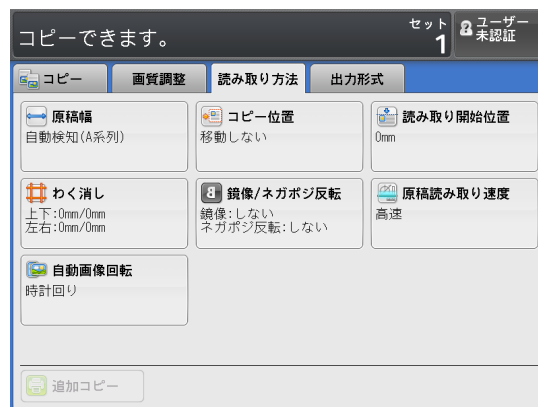 コピーできます。
セット
1
ユーザー
未認証
コピー
画質調整
読み取り方法
出力形式
原稿幅
自動検知(A系列)
コピー位置
移動しない
読み取り開始位置
0mm
わく消し
上下:0mm/0mm
左右:0mm/0mm
鏡像/ネガポジ反転
鏡像:しない
ネガポジ反転:しない
原稿読み取り速度
高速
自動画像回転
時計回り
追加コピー